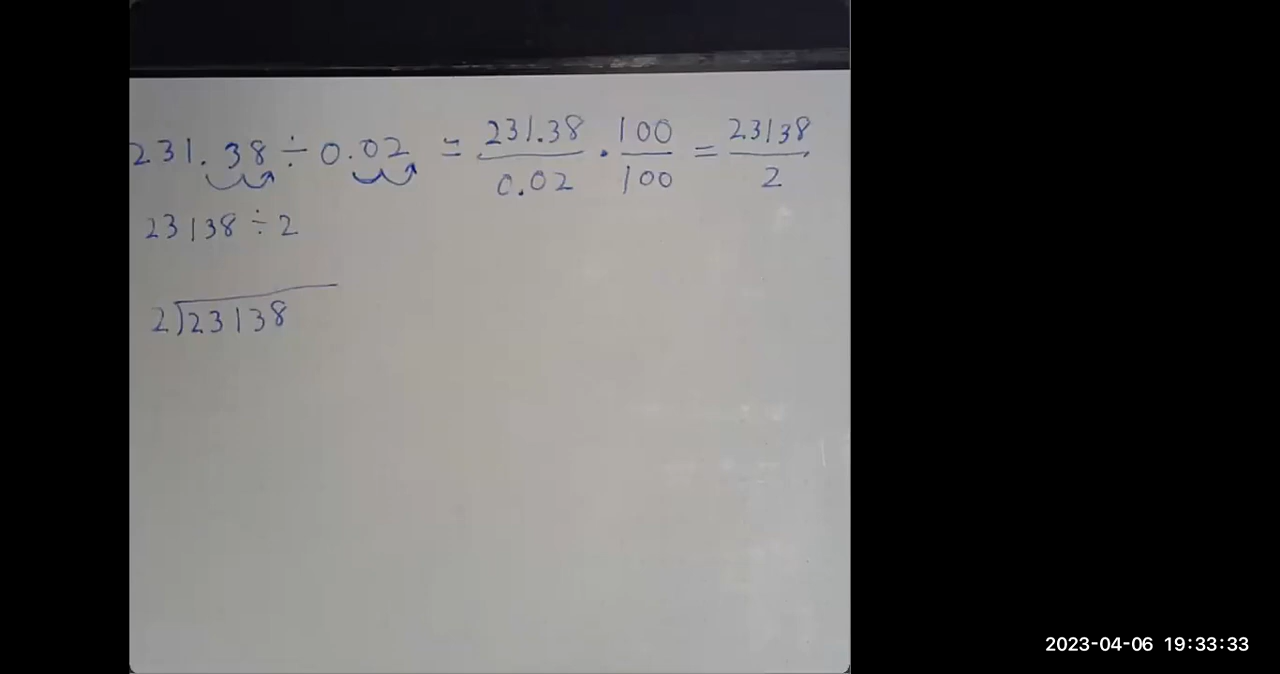 231.38 ÷ 0.02 = 231.38/0.02 · 100/100 = 23138/2
23138 ÷ 2
2)23138
2023-04-06 19:33:33